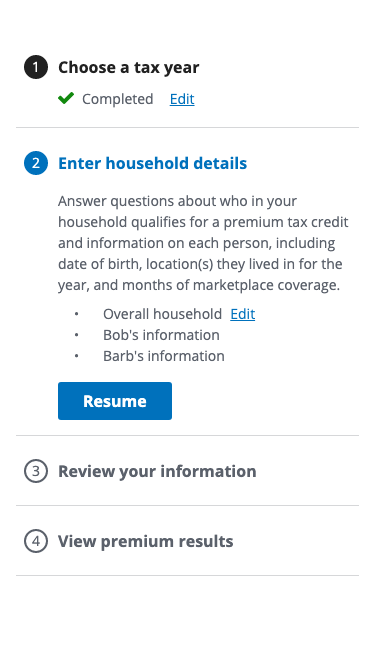 1 Choose a tax year
Completed Edit
2 Enter household details
Answer questions about who in your
household qualifies for a premium tax credit
and information on each person, including
date of birth, location(s) they lived in for the
year, and months of marketplace coverage.
• Overall household Edit
• Bob's information
• Barb's information
Resume
3 Review your information
4 View premium results